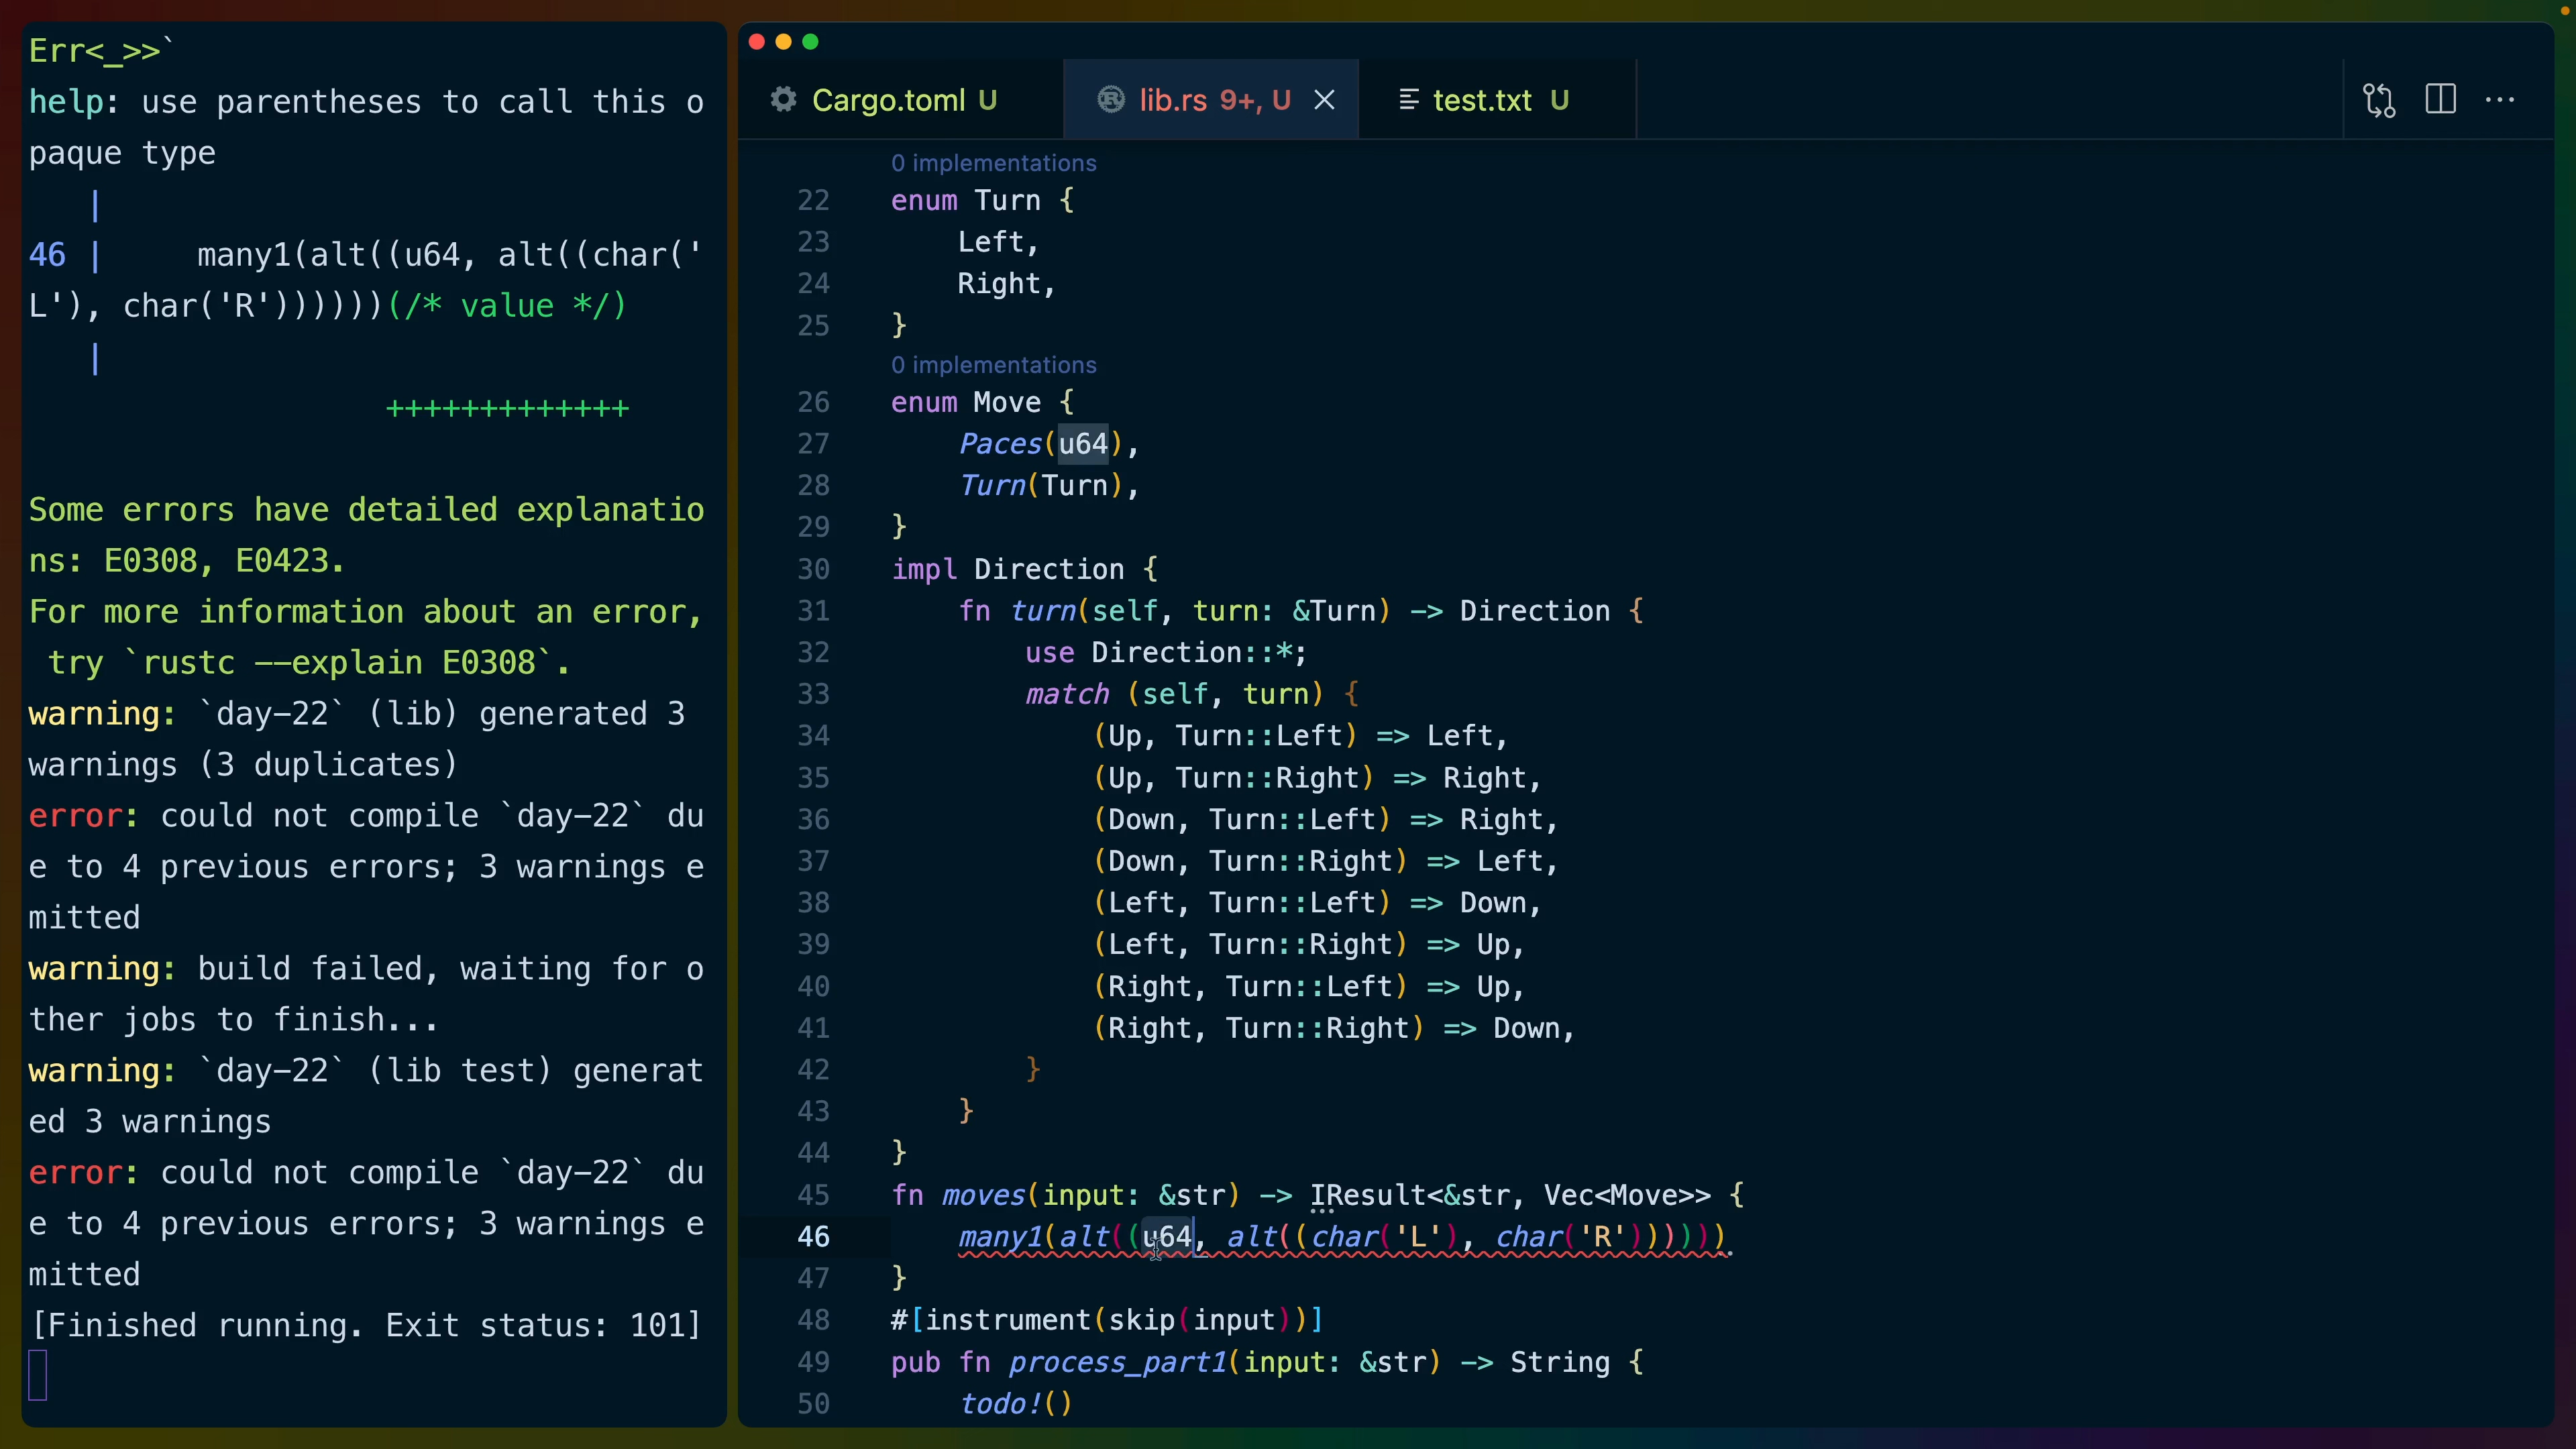 Err<_>>`
help: use parentheses to call this o
paque type
|
46 | many1(alt((u64, alt((char('
L'), char('R'))))))(/* value */)
|
+++++++++++++
Some errors have detailed explanatio
ns: E0308, E0423.
For more information about an error,
try `rustc --explain E0308`.
warning: `day-22` (lib) generated 3
warnings (3 duplicates)
error: could not compile `day-22` du
e to 4 previous errors; 3 warnings e
mitted
warning: build failed, waiting for o
ther jobs to finish...
warning: `day-22` (lib test) generat
ed 3 warnings
error: could not compile `day-22` du
e to 4 previous errors; 3 warnings e
mitted
[Finished running. Exit status: 101]
Cargo.toml U
lib.rs 9+, U
test.txt U
0 implementations
22 enum Turn {
23 Left,
24 Right,
25 }
0 implementations
26 enum Move {
27 Paces(u64),
28 Turn(Turn),
29 }
30 impl Direction {
31 fn turn(self, turn: &Turn) -> Direction {
32 use Direction::*;
33 match (self, turn) {
34 (Up, Turn::Left) => Left,
35 (Up, Turn::Right) => Right,
36 (Down, Turn::Left) => Right,
37 (Down, Turn::Right) => Left,
38 (Left, Turn::Left) => Down,
39 (Left, Turn::Right) => Up,
40 (Right, Turn::Left) => Up,
41 (Right, Turn::Right) => Down,
42 }
43 }
44 }
45 fn moves(input: &str) -> IResult<&str, Vec<Move>> {
46 many1(alt((u64, alt((char('L'), char('R'))))))
47 }
48 #[instrument(skip(input))]
49 pub fn process_part1(input: &str) -> String {
50 todo!()